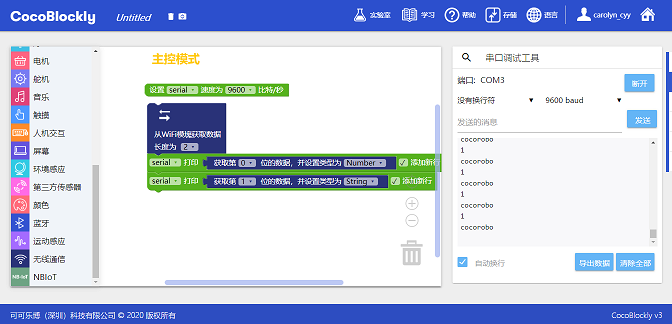 CocoBlockly Untitled 实验室 学习 帮助 存储 语言 carolyn_cyy
电机
舵机
音乐
触摸
人机交互
屏幕
环境感应
第三方传感器
颜色
蓝牙
运动感应
无线通信
NB-IoT NBIoT
主控模式
设置 serial 速度为 9600 比特/秒
从WiFi模块获取数据
长度为 2
serial 打印 获取第 0 位的数据，并设置类型为 Number 添加新行
serial 打印 获取第 1 位的数据，并设置类型为 String 添加新行
串口调试工具
端口: COM3 断开
没有换行符 9600 baud
发送的消息 发送
cocorobo
1
cocorobo
1
cocorobo
1
cocorobo
1
cocorobo
自动换行 导出数据 清除全部
可可乐博（深圳）科技有限公司 © 2020 版权所有 CocoBlockly v3